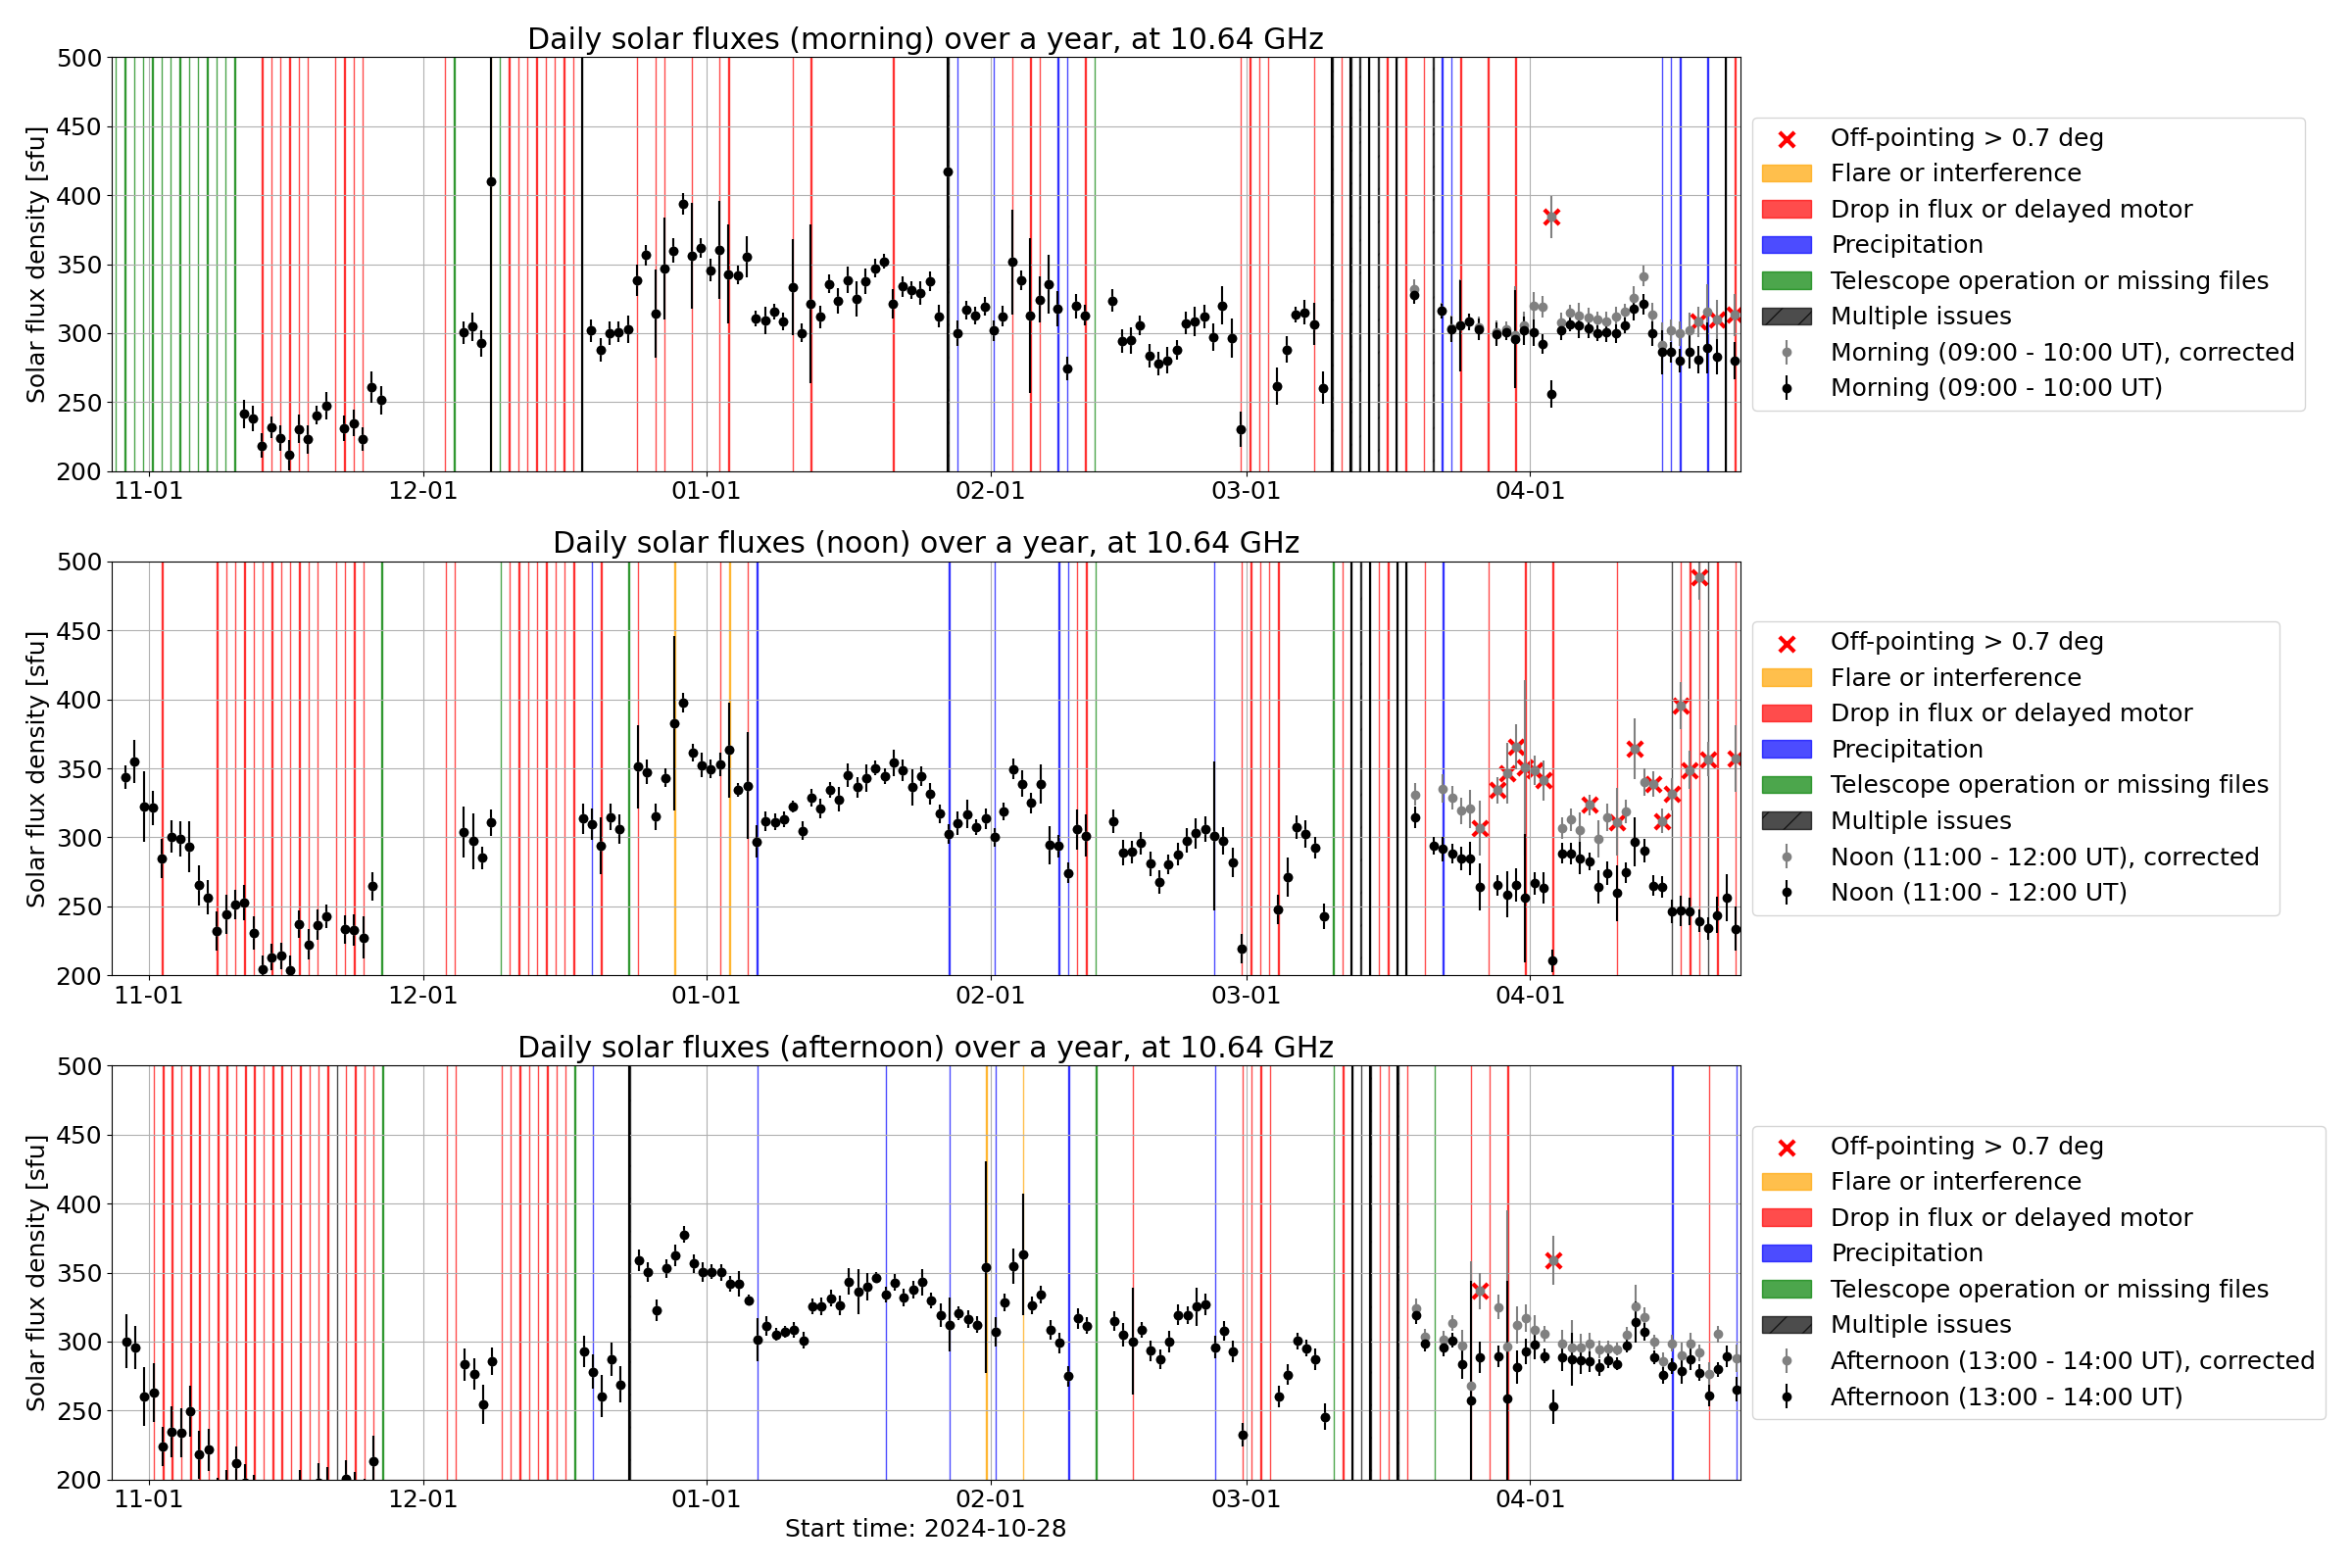 Daily solar fluxes (morning) over a year, at 10.64 GHz
Solar flux density [sfu]
500
450
400
350
300
250
200
11-01 12-01 01-01 02-01 03-01 04-01
Off-pointing > 0.7 deg
Flare or interference
Drop in flux or delayed motor
Precipitation
Telescope operation or missing files
Multiple issues
Morning (09:00 - 10:00 UT), corrected
Morning (09:00 - 10:00 UT)
Daily solar fluxes (noon) over a year, at 10.64 GHz
Solar flux density [sfu]
500
450
400
350
300
250
200
11-01 12-01 01-01 02-01 03-01 04-01
Off-pointing > 0.7 deg
Flare or interference
Drop in flux or delayed motor
Precipitation
Telescope operation or missing files
Multiple issues
Noon (11:00 - 12:00 UT), corrected
Noon (11:00 - 12:00 UT)
Daily solar fluxes (afternoon) over a year, at 10.64 GHz
Solar flux density [sfu]
500
450
400
350
300
250
200
11-01 12-01 01-01 02-01 03-01 04-01
Off-pointing > 0.7 deg
Flare or interference
Drop in flux or delayed motor
Precipitation
Telescope operation or missing files
Multiple issues
Afternoon (13:00 - 14:00 UT), corrected
Afternoon (13:00 - 14:00 UT)
Start time: 2024-10-28